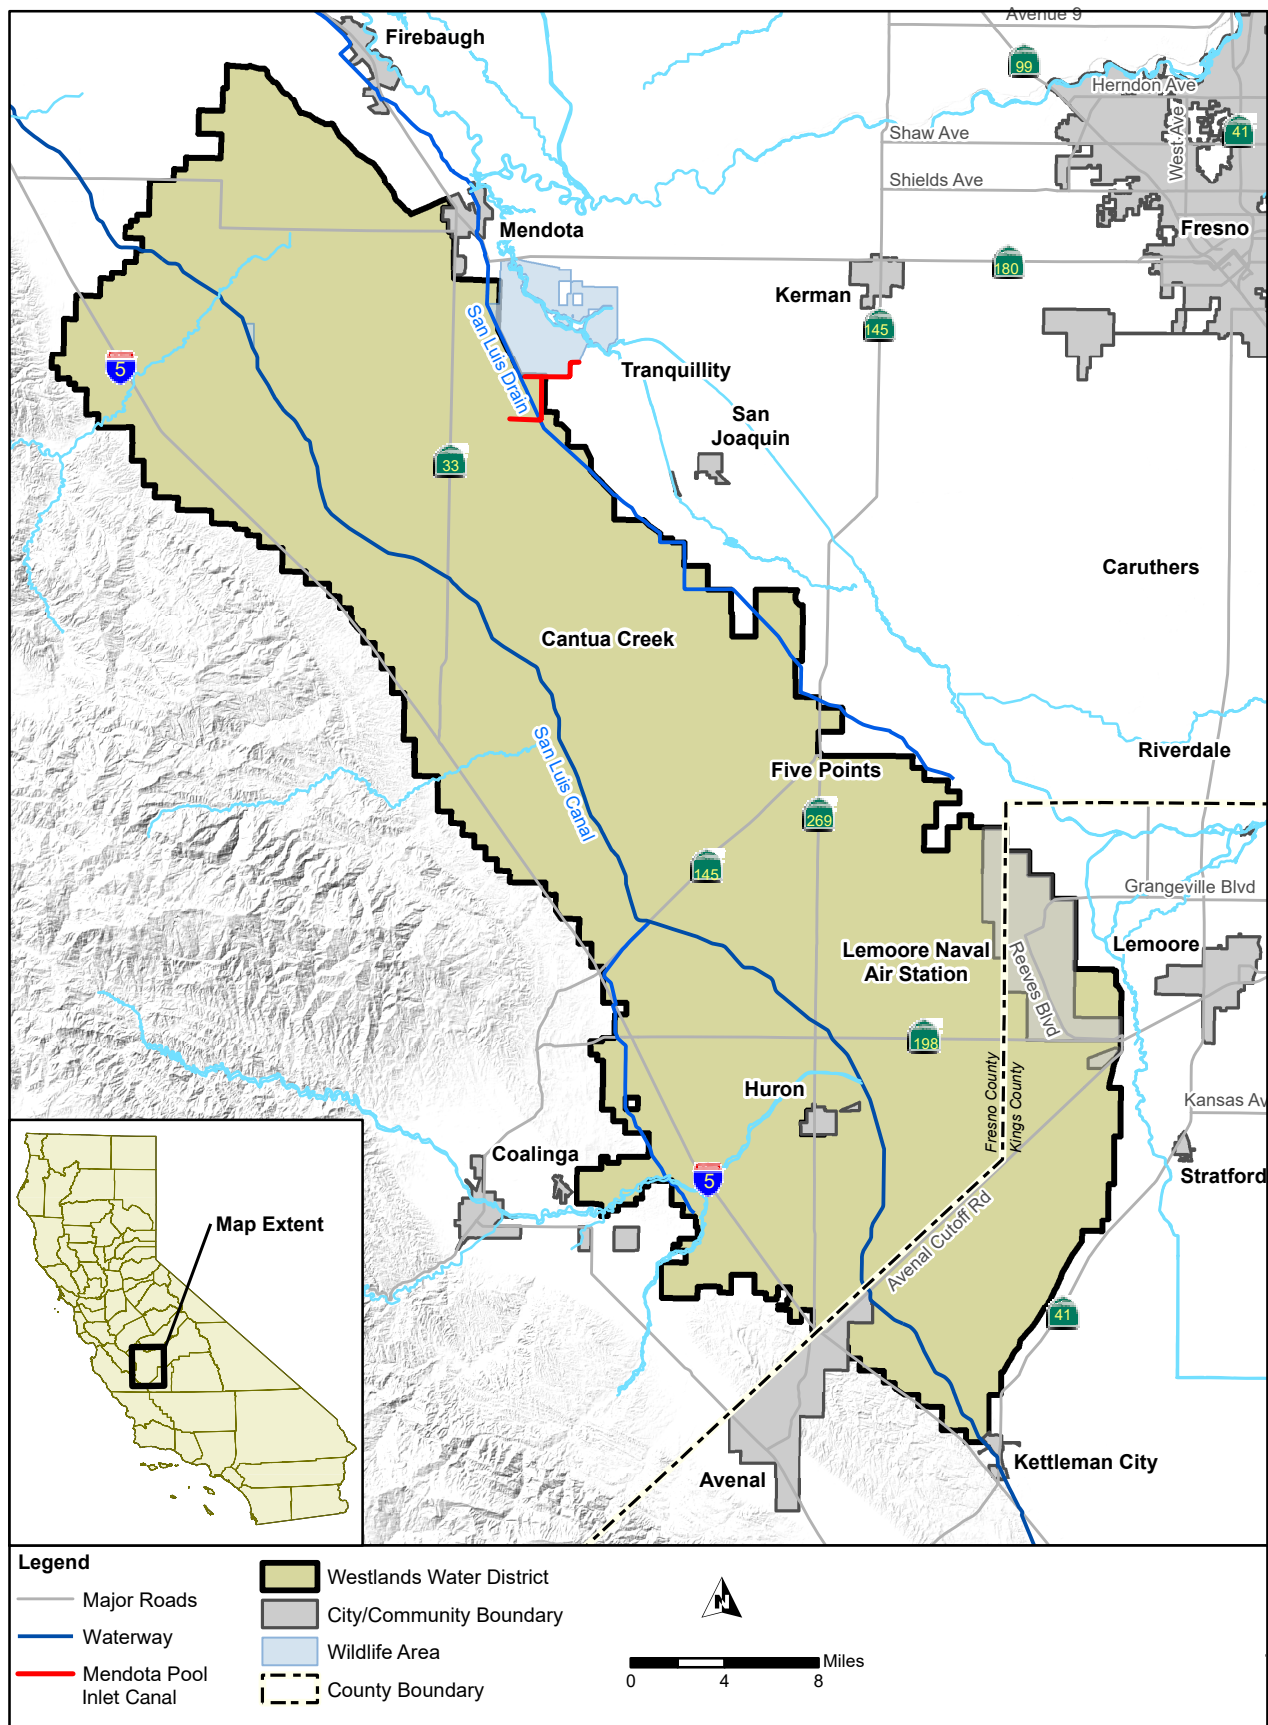 Avenue 9
Firebaugh
99
Herndon Ave
41
Shaw Ave
West Ave
Shields Ave
Mendota
Fresno
180
Kerman
145
San Luis Drain
5
Tranquillity
San
Joaquin
33
Caruthers
Cantua Creek
San Luis Canal
Riverdale
Five Points
269
145
Grangeville Blvd
Lemoore Naval
Air Station
Lemoore
Reeves Blvd
198
Fresno County
Kings County
Huron
Kansas Av
Coalinga
5
Stratford
Avenal Cutoff Rd
Map Extent
41
Avenal
Kettleman City
Legend
Major Roads
Waterway
Mendota Pool
Inlet Canal
Westlands Water District
City/Community Boundary
Wildlife Area
County Boundary
N
Miles
0 4 8